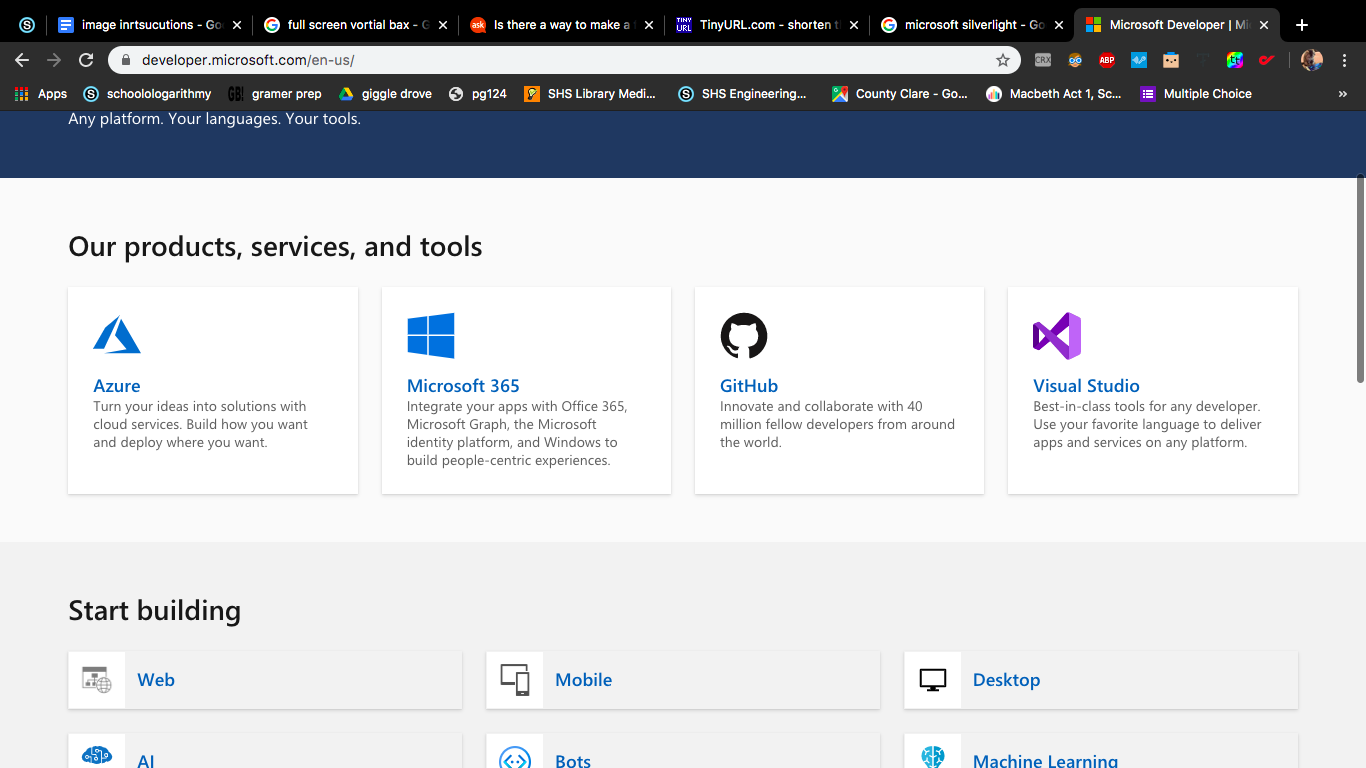 image inrtsucutions - Go
full screen vortial bax - G
ask
Is there a way to make a
TINY
URL
TinyURL.com - shorten t
microsoft silverlight - Go
Microsoft Developer | Mi
developer.microsoft.com/en-us/
CRX
ABP
Apps
S
schoolologarithmy
GB!
gramer prep
giggle drove
pg124
SHS Library Medi...
S
SHS Engineering...
County Clare - Go...
Macbeth Act 1, Sc...
Multiple Choice
»
Any platform. Your languages. Your tools.
Our products, services, and tools
Azure
Turn your ideas into solutions with
cloud services. Build how you want
and deploy where you want.
Microsoft 365
Integrate your apps with Office 365,
Microsoft Graph, the Microsoft
identity platform, and Windows to
build people-centric experiences.
GitHub
Innovate and collaborate with 40
million fellow developers from around
the world.
Visual Studio
Best-in-class tools for any developer.
Use your favorite language to deliver
apps and services on any platform.
Start building
Web
Mobile
Desktop
AI
Bots
Machine Learning